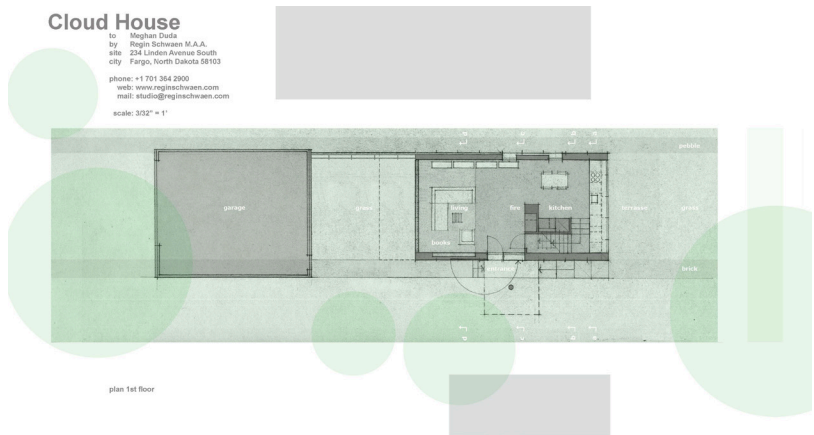 Cloud House
to Meghan Duda
by Regin Schwaen M.A.A.
site 234 Linden Avenue South
city Fargo, North Dakota 58103
phone: +1 701 364 2900
web: www.reginschwaen.com
mail: studio@reginschwaen.com
scale: 3/32" = 1'
pebble
garage
grass
living
fire
kitchen
terrasse
grass
books
entrance
brick
plan 1st floor